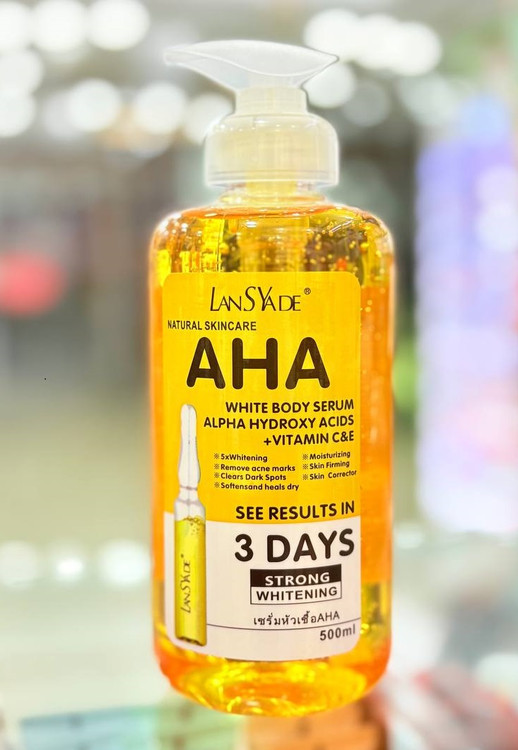 LANSYADE®
NATURAL SKINCARE
AHA
WHITE BODY SERUM
ALPHA HYDROXY ACIDS
+VITAMIN C&E
※5xWhitening
※Remove acne marks
※Clears Dark Spots
※Softensand heals dry
※Moisturizing
※Skin Firming
※Skin Corrector
SEE RESULTS IN
3 DAYS
STRONG
WHITENING
LANSYADE®
เซรั่มหัวเชื้อAHA
500ml